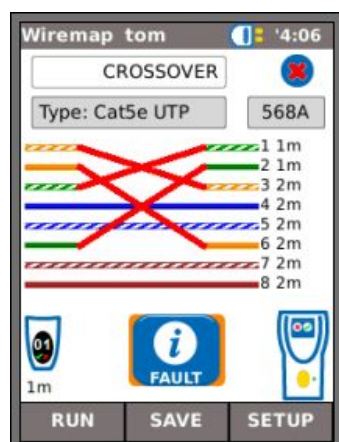 Wiremap tom '4:06
CROSSOVER
Type: Cat5e UTP 568A
1 1m
2 1m
3 2m
4 2m
5 2m
6 2m
7 2m
8 2m
01
i
FAULT
1m
RUN SAVE SETUP